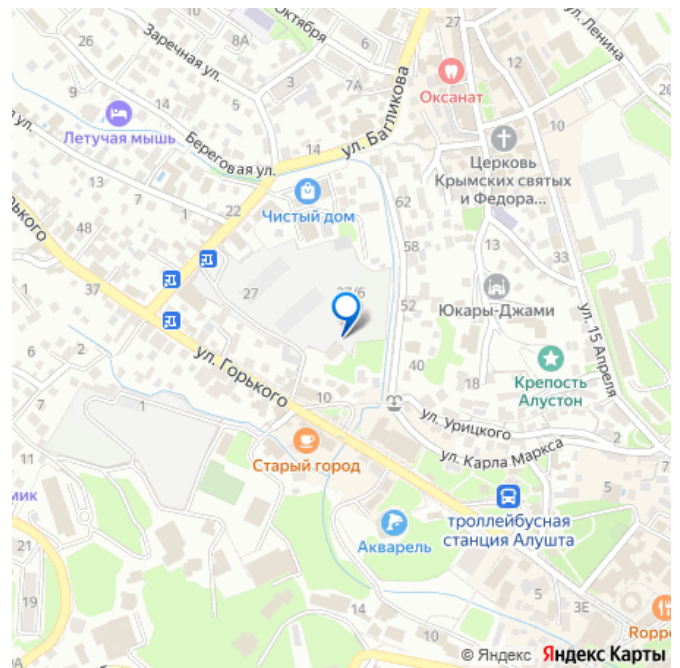 Октября
27
ул. Ленина
26
Заречная ул.
8А
6
12
3
7А
Оксанат
20
5
9
14
Летучая мышь
ул. Багликова
10
Береговая ул.
14
Церковь
Крымских святых
и Федора...
13
7
1
22
Чистый дом
62
48
58
13
33
Горького
37
27
27/6
52
Юкары-Джами
ул. 15 Апреля
1
2
6
ул. Горького
40
18
Крепость
Алустон
7
1
10
ул. Урицкого
2
7
11
Старый город
ул. Карла Маркса
5
троллейбусная
станция Алушта
21
Акварель
19
14
5
3Е
10
© Яндекс Яндекс Карты